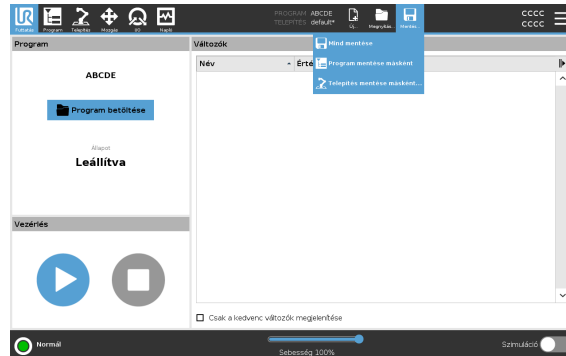 UR
Futtatás
Program
Telepítés
Mozgás
I/O
Napló
PROGRAM ABCDE
TELEPÍTÉS default*
Új...
Megnyitás...
Mentés...
CCCC
CCCC
Mind mentése
Program mentése másként
Telepítés mentése másként...
Program
ABCDE
Program betöltése
Állapot
Leállítva
Vezérlés
Változók
Név
Érté
Csak a kedvenc változók megjelenítése
Normál
Sebesség 100%
Szimuláció